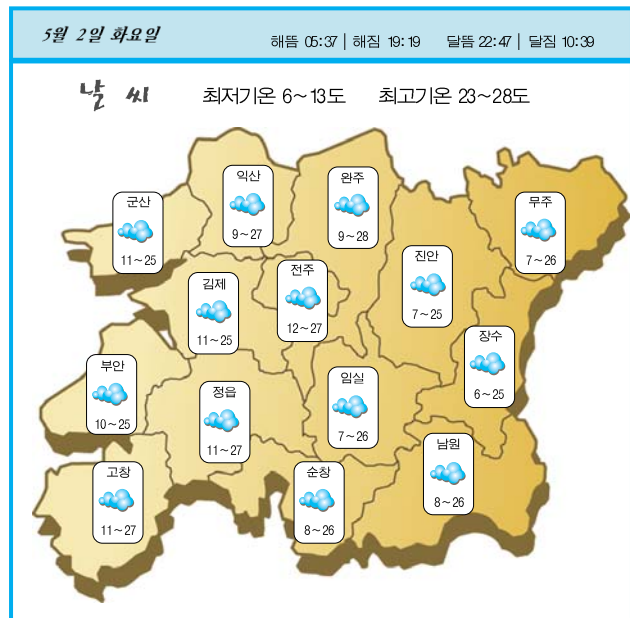 5월 2일 화요일
해뜸 05:37 | 해짐 19:19 달뜸 22:47 | 달짐 10:39
날 씨 최저기온 6~13도 최고기온 23~28도
익산
9~27
완주
9~28
무주
7~26
군산
11~25
진안
7~25
전주
12~27
김제
11~25
장수
6~25
부안
10~25
임실
7~26
정읍
11~27
남원
8~26
고창
11~27
순창
8~26